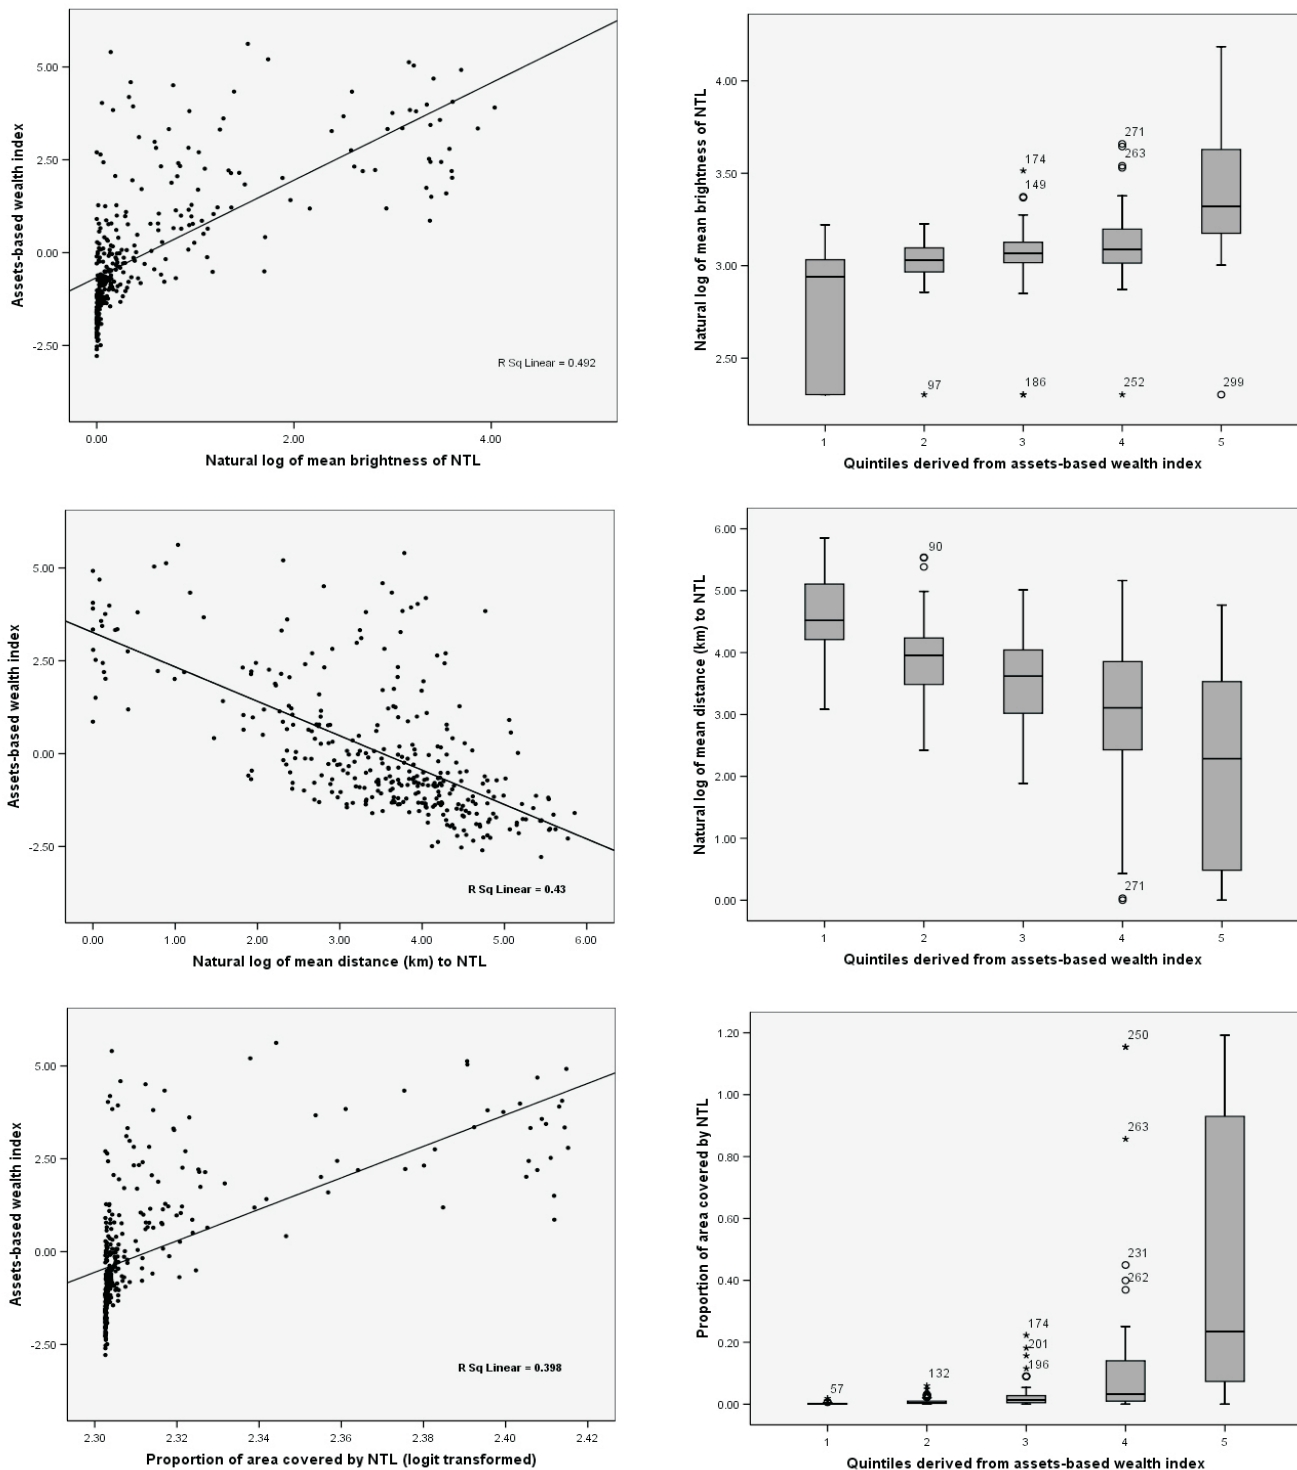 5.00
2.50
0.00
-2.50
Assets-based wealth index
R Sq Linear = 0.492
0.00 2.00 4.00
Natural log of mean brightness of NTL
4.00
3.50
3.00
2.50
Natural log of mean brightness of NTL
271
263
174
149
97
186
252
299
1 2 3 4 5
Quintiles derived from assets-based wealth index
5.00
2.50
0.00
-2.50
Assets-based wealth index
R Sq Linear = 0.43
0.00 1.00 2.00 3.00 4.00 5.00 6.00
Natural log of mean distance (km) to NTL
6.00
5.00
4.00
3.00
2.00
1.00
0.00
Natural log of mean distance (km) to NTL
90
271
1 2 3 4 5
Quintiles derived from assets-based wealth index
5.00
2.50
0.00
-2.50
Assets-based wealth index
R Sq Linear = 0.398
2.30 2.32 2.34 2.36 2.38 2.40 2.42
Proportion of area covered by NTL (logit transformed)
1.20
1.00
0.80
0.60
0.40
0.20
0.00
Proportion of area covered by NTL
250
263
231
262
174
201
196
132
57
1 2 3 4 5
Quintiles derived from assets-based wealth index